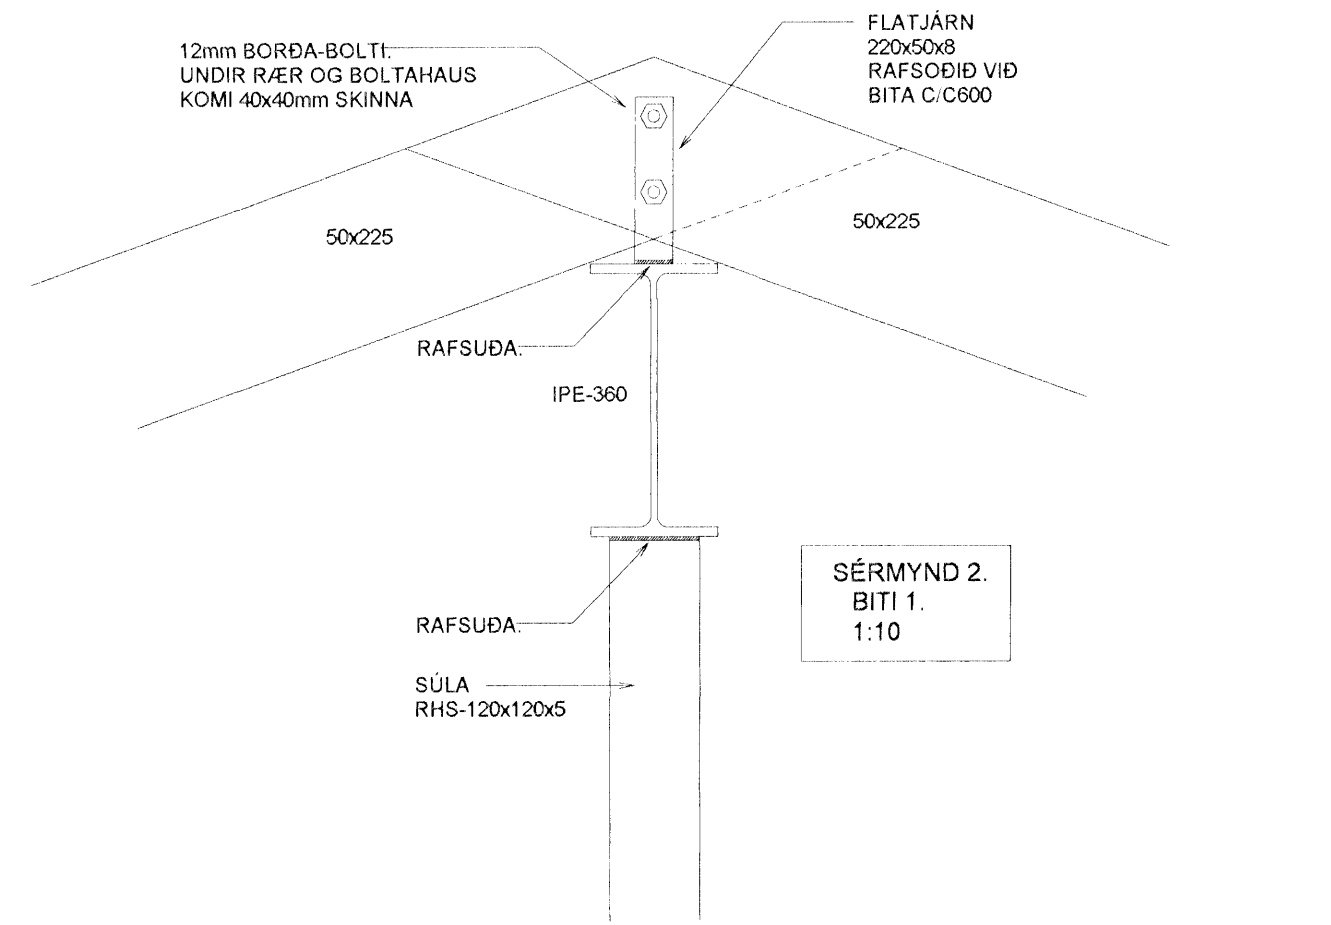 12mm BORÐA-BOLTI.
UNDIR RÆR OG BOLTAHAUS
KOMI 40x40mm SKINNA
FLATJÁRN
220x50x8
RAFSOÐIÐ VIÐ
BITA C/C600
50x225
50x225
RAFSUÐA.
IPE-360
RAFSUÐA.
SÚLA
RHS-120x120x5
SÉRMYND 2.
BITI 1.
1:10